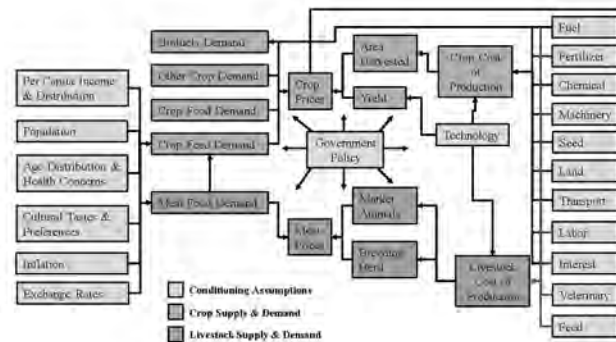 Per Capita Income
& Distribution
Population
Age Distribution &
Health Concerns
Cultural Tastes &
Preferences
Inflation
Exchange Rates
Biofuels Demand
Other Crop Demand
Crop Food Demand
Crop Feed Demand
Meat Food Demand
Crop
Prices
Area
Harvested
Yield
Government
Policy
Meat
Prices
Market
Animals
Breeding
Herd
Crop Cost
of
Production
Technology
Livestock
Cost of
Production
Fuel
Fertilizer
Chemical
Machinery
Seed
Land
Transport
Labor
Interest
Veterinary
Feed
Conditioning Assumptions
Crop Supply & Demand
Livestock Supply & Demand